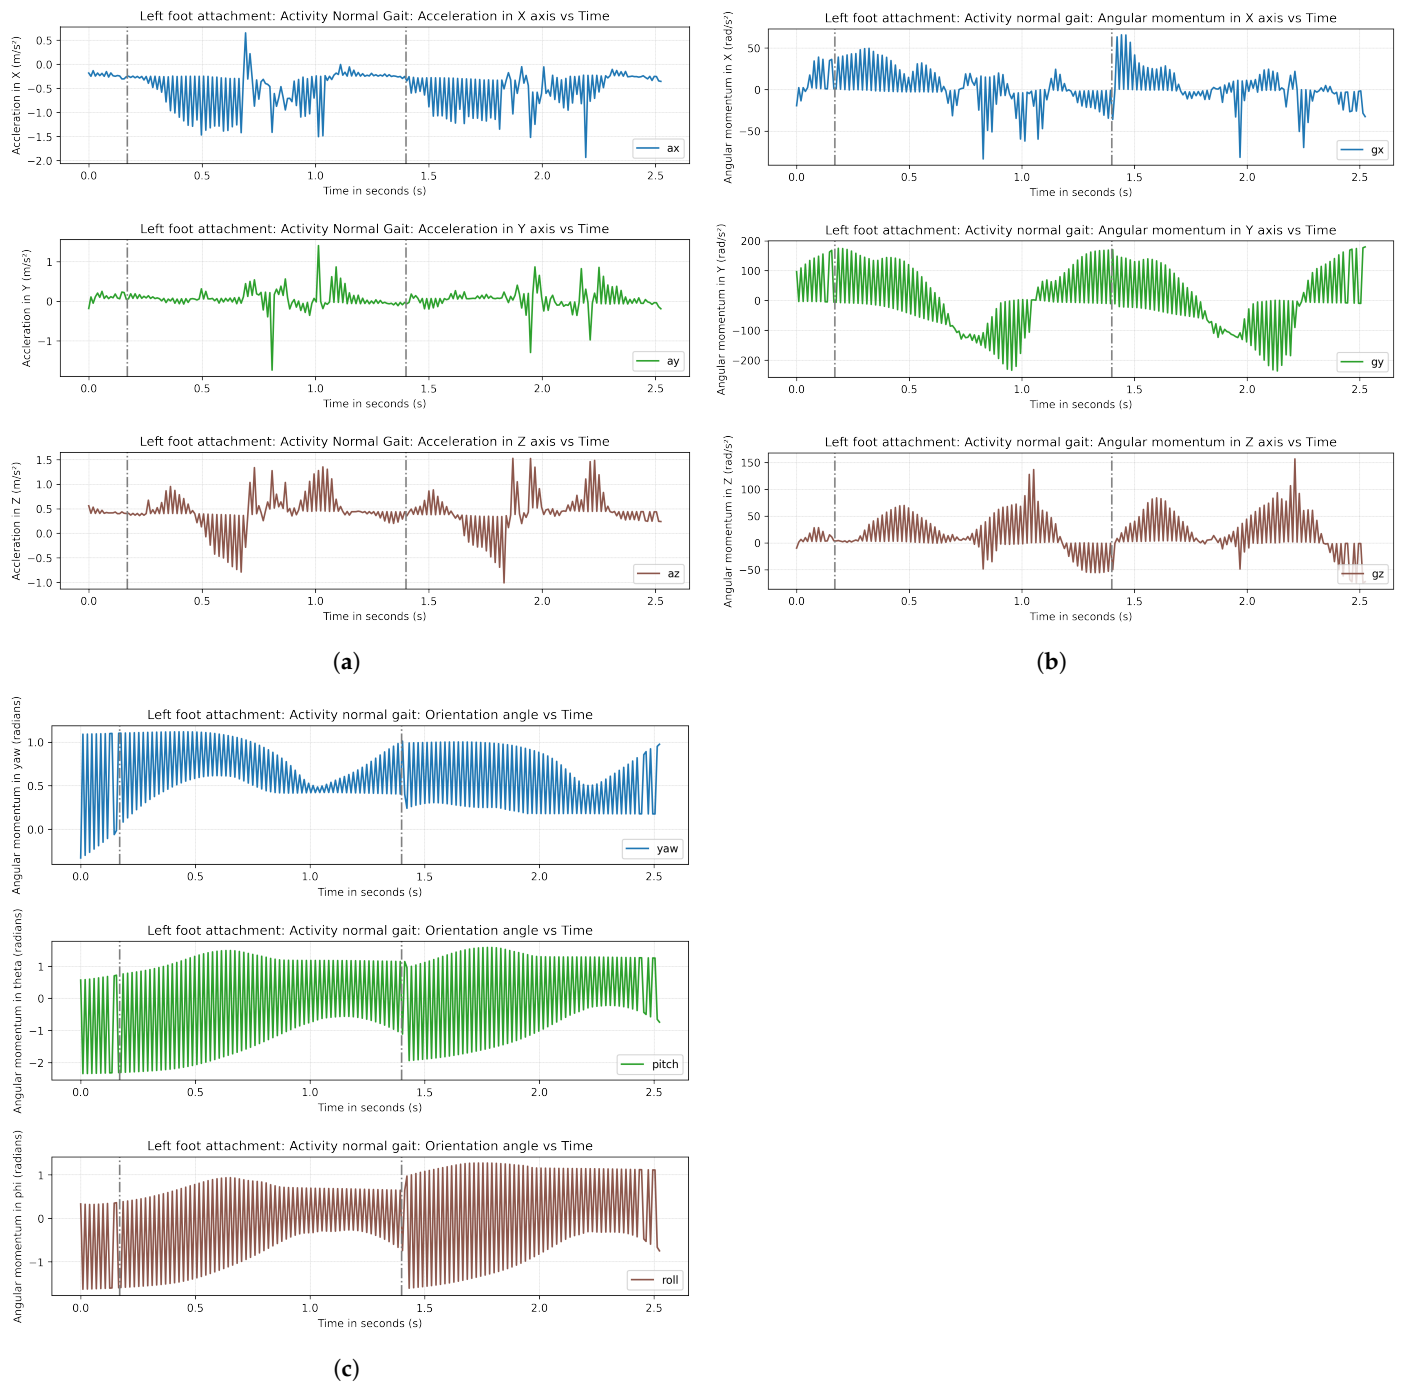 Left foot attachment: Activity Normal Gait: Acceleration in X axis vs Time
Accleration in X (m/s²)
0.5
0.0
−0.5
−1.0
−1.5
−2.0
ax
0.0 0.5 1.0 1.5 2.0 2.5
Time in seconds (s)
Left foot attachment: Activity Normal Gait: Acceleration in Y axis vs Time
Accleration in Y (m/s²)
1
0
−1
ay
0.0 0.5 1.0 1.5 2.0 2.5
Time in seconds (s)
Left foot attachment: Activity Normal Gait: Acceleration in Z axis vs Time
Accleration in Z (m/s²)
1.5
1.0
0.5
0.0
−0.5
−1.0
az
0.0 0.5 1.0 1.5 2.0 2.5
Time in seconds (s)
(a)
Left foot attachment: Activity normal gait: Angular momentum in X axis vs Time
Angular momentum in X (rad/s²)
50
0
−50
gx
0.0 0.5 1.0 1.5 2.0 2.5
Time in seconds (s)
Left foot attachment: Activity normal gait: Angular momentum in Y axis vs Time
Angular momentum in Y (rad/s²)
200
100
0
−100
−200
gy
0.0 0.5 1.0 1.5 2.0 2.5
Time in seconds (s)
Left foot attachment: Activity normal gait: Angular momentum in Z axis vs Time
Angular momentum in Z (rad/s²)
150
100
50
0
−50
gz
0.0 0.5 1.0 1.5 2.0 2.5
Time in seconds (s)
(b)
Left foot attachment: Activity normal gait: Orientation angle vs Time
Angular momentum in yaw (radians)
1.0
0.5
0.0
yaw
0.0 0.5 1.0 1.5 2.0 2.5
Time in seconds (s)
Left foot attachment: Activity normal gait: Orientation angle vs Time
Angular momentum in theta (radians)
1
0
−1
−2
pitch
0.0 0.5 1.0 1.5 2.0 2.5
Time in seconds (s)
Left foot attachment: Activity normal gait: Orientation angle vs Time
Angular momentum in phi (radians)
1
0
−1
roll
0.0 0.5 1.0 1.5 2.0 2.5
Time in seconds (s)
(c)